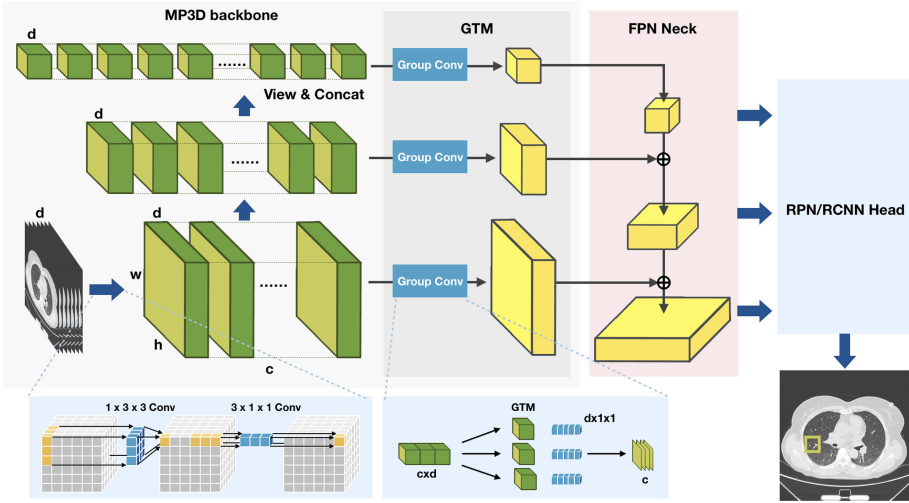 MP3D backbone
GTM
FPN Neck
d
......
Group Conv
View & Concat
d
......
Group Conv
RPN/RCNN Head
d
d
w
......
Group Conv
h
c
1 x 3 x 3 Conv
3 x 1 x 1 Conv
GTM
dx1x1
cxd
c